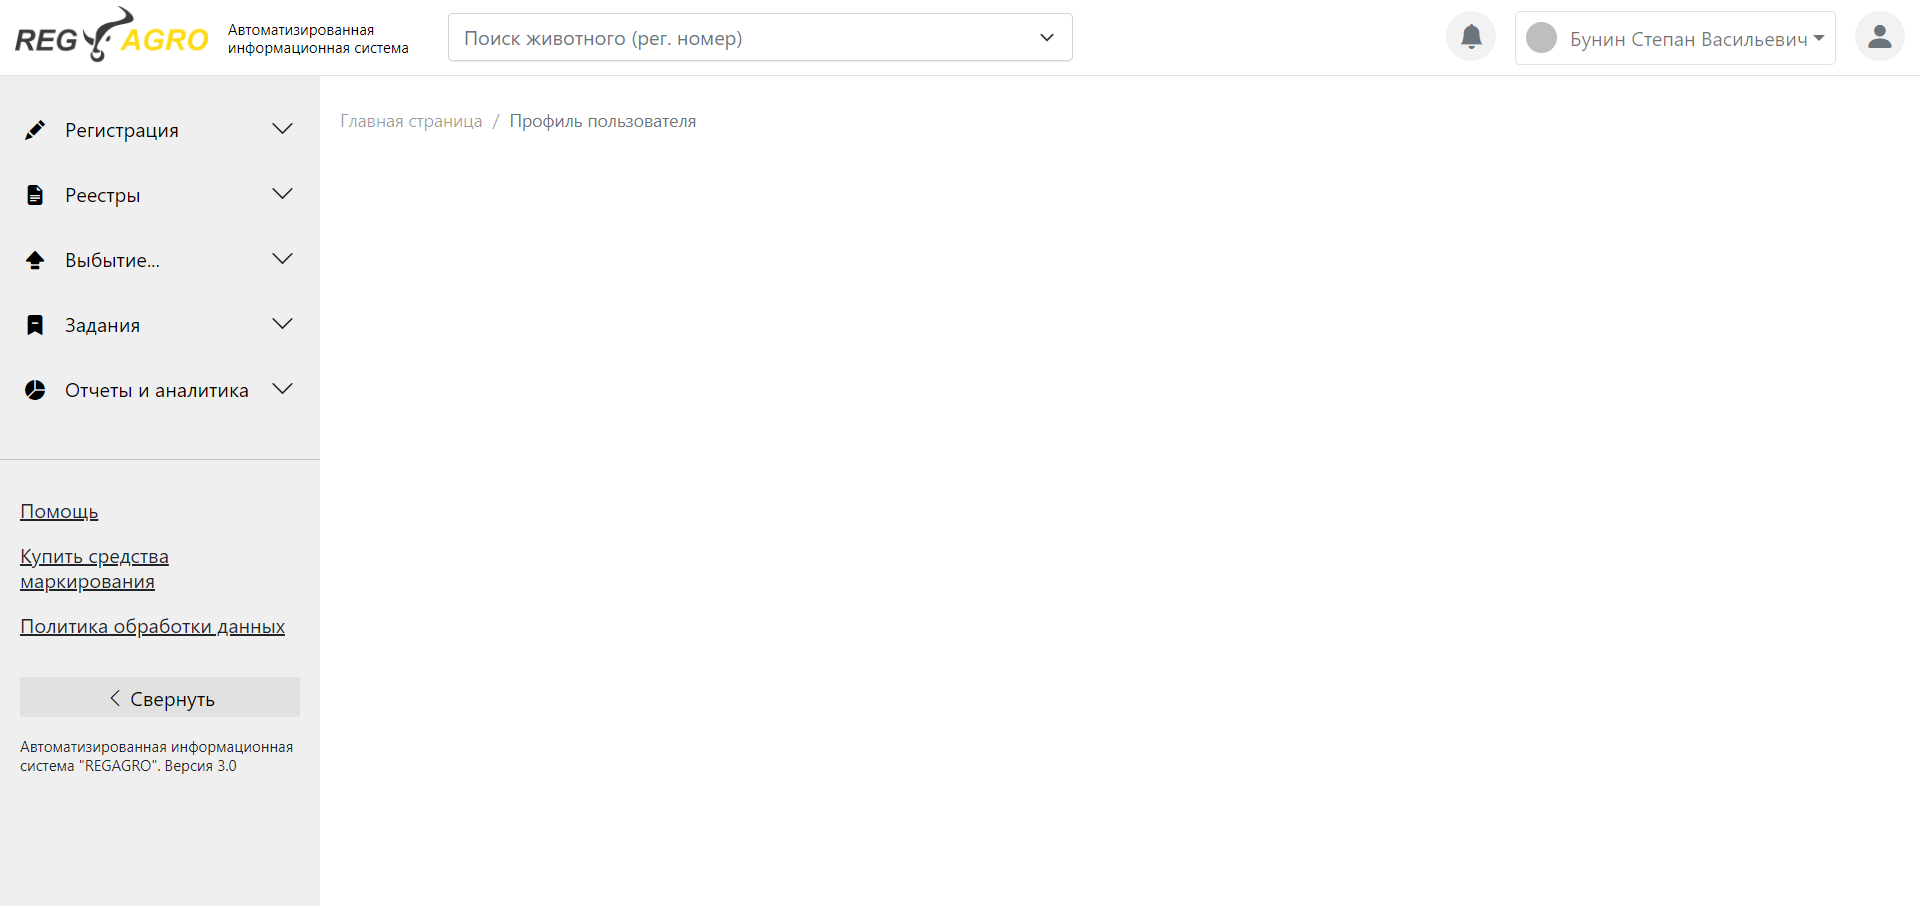 REG AGRO
Автоматизированная
информационная система
Поиск животного (рег. номер)
Бунин Степан Васильевич
Регистрация
Реестры
Выбытие...
Задания
Отчеты и аналитика
Помощь
Купить средства
маркирования
Политика обработки данных
Свернуть
Автоматизированная информационная
система "REGAGRO". Версия 3.0
Главная страница / Профиль пользователя